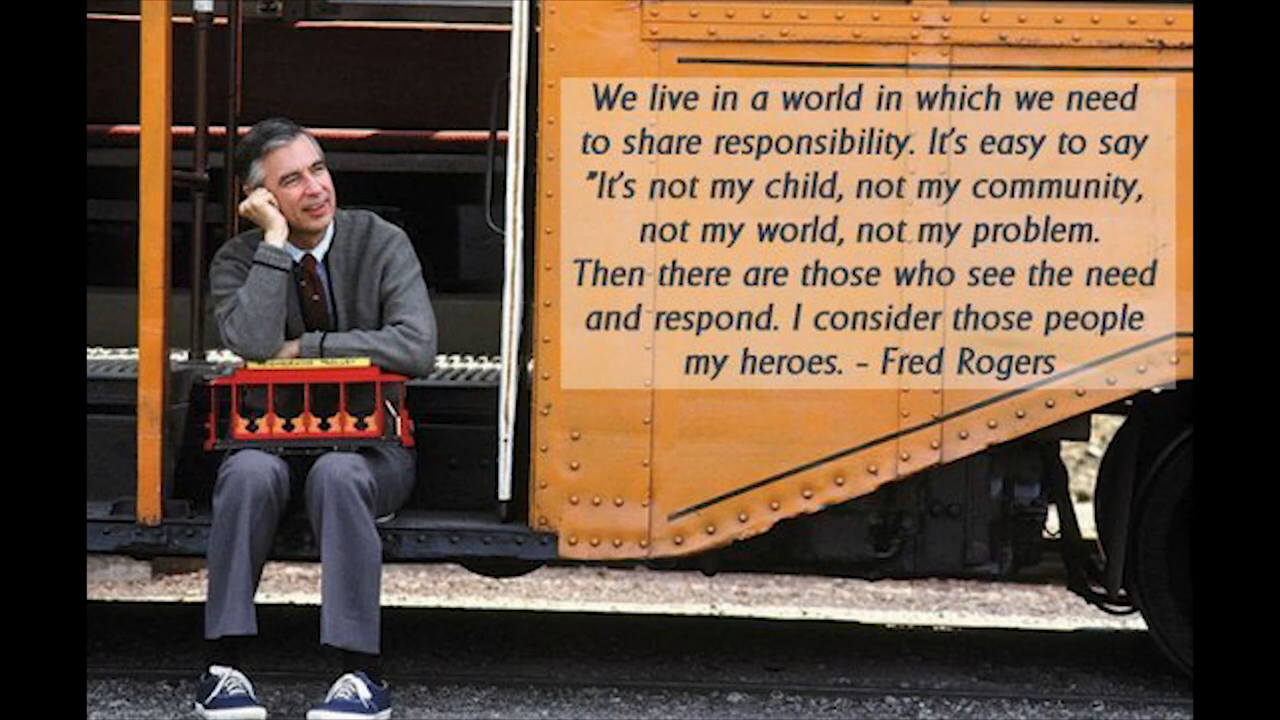 We live in a world in which we need
to share responsibility. It's easy to say
"It's not my child, not my community,
not my world, not my problem.
Then there are those who see the need
and respond. I consider those people
my heroes. – Fred Rogers